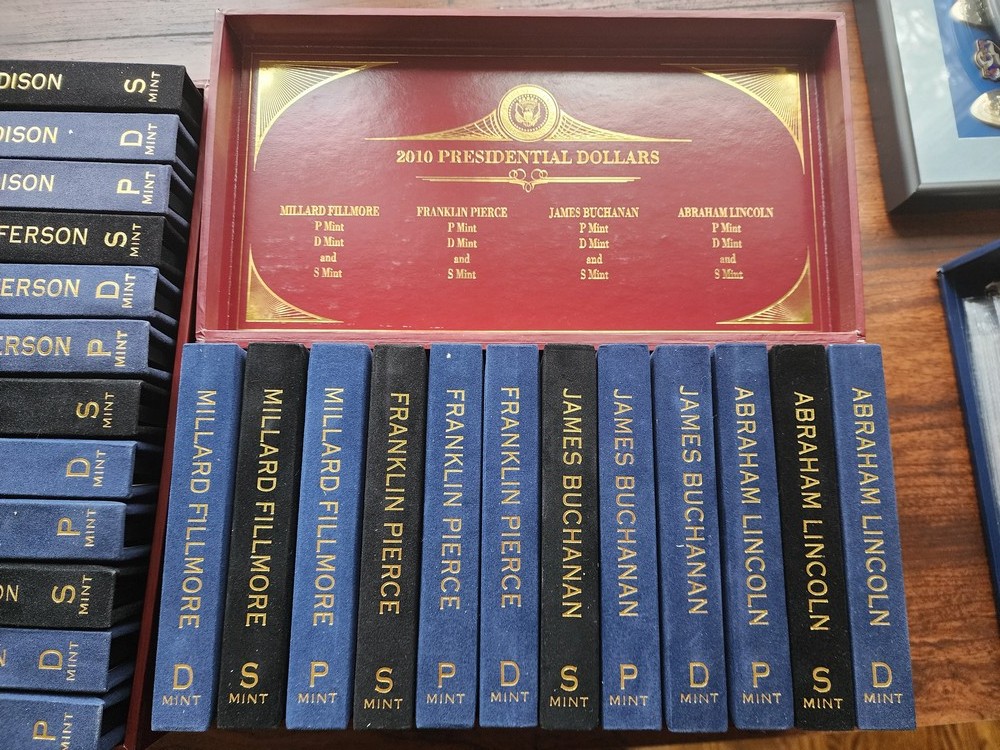 2010 PRESIDENTIAL DOLLARS
MILLARD FILLMORE
P Mint
D Mint
and
S Mint
FRANKLIN PIERCE
P Mint
D Mint
and
S Mint
JAMES BUCHANAN
P Mint
D Mint
and
S Mint
ABRAHAM LINCOLN
P Mint
D Mint
and
S Mint
DISON S MINT
DISON D MINT
ISON P MINT
FERSON S MINT
ERSON D MINT
ERSON P MINT
S MINT
D MINT
P MINT
ON S MINT
N D MINT
P MINT
MILLARD FILLMORE
D
MINT
MILLARD FILLMORE
S
MINT
MILLARD FILLMORE
P
MINT
FRANKLIN PIERCE
S
MINT
FRANKLIN PIERCE
P
MINT
FRANKLIN PIERCE
D
MINT
JAMES BUCHANAN
S
MINT
JAMES BUCHANAN
P
MINT
JAMES BUCHANAN
D
MINT
ABRAHAM LINCOLN
P
MINT
ABRAHAM LINCOLN
S
MINT
ABRAHAM LINCOLN
D
MINT